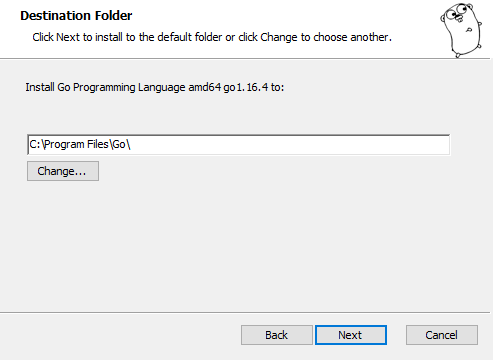 Destination Folder
Click Next to install to the default folder or click Change to choose another.
Install Go Programming Language amd64 go1.16.4 to:
C:\Program Files\Go\
Change...
Back Next Cancel